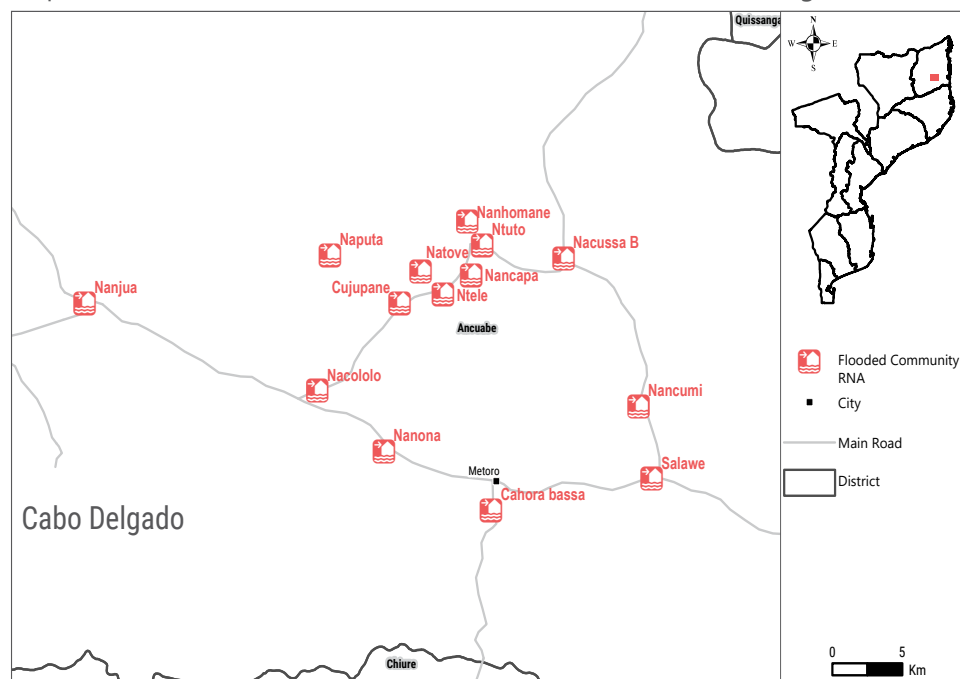 Quissanga
N
W
E
S
Nanhomane
Ntuto
Naputa
Nacussa B
Natove
Nancapa
Nanjua
Cujupane
Ntele
Ancuabe
Nacololo
Nancumi
Nanona
Salawe
Metoro
Cahora bassa
Cabo Delgado
Chiure
Flooded Community
RNA
City
Main Road
District
0
5
Km